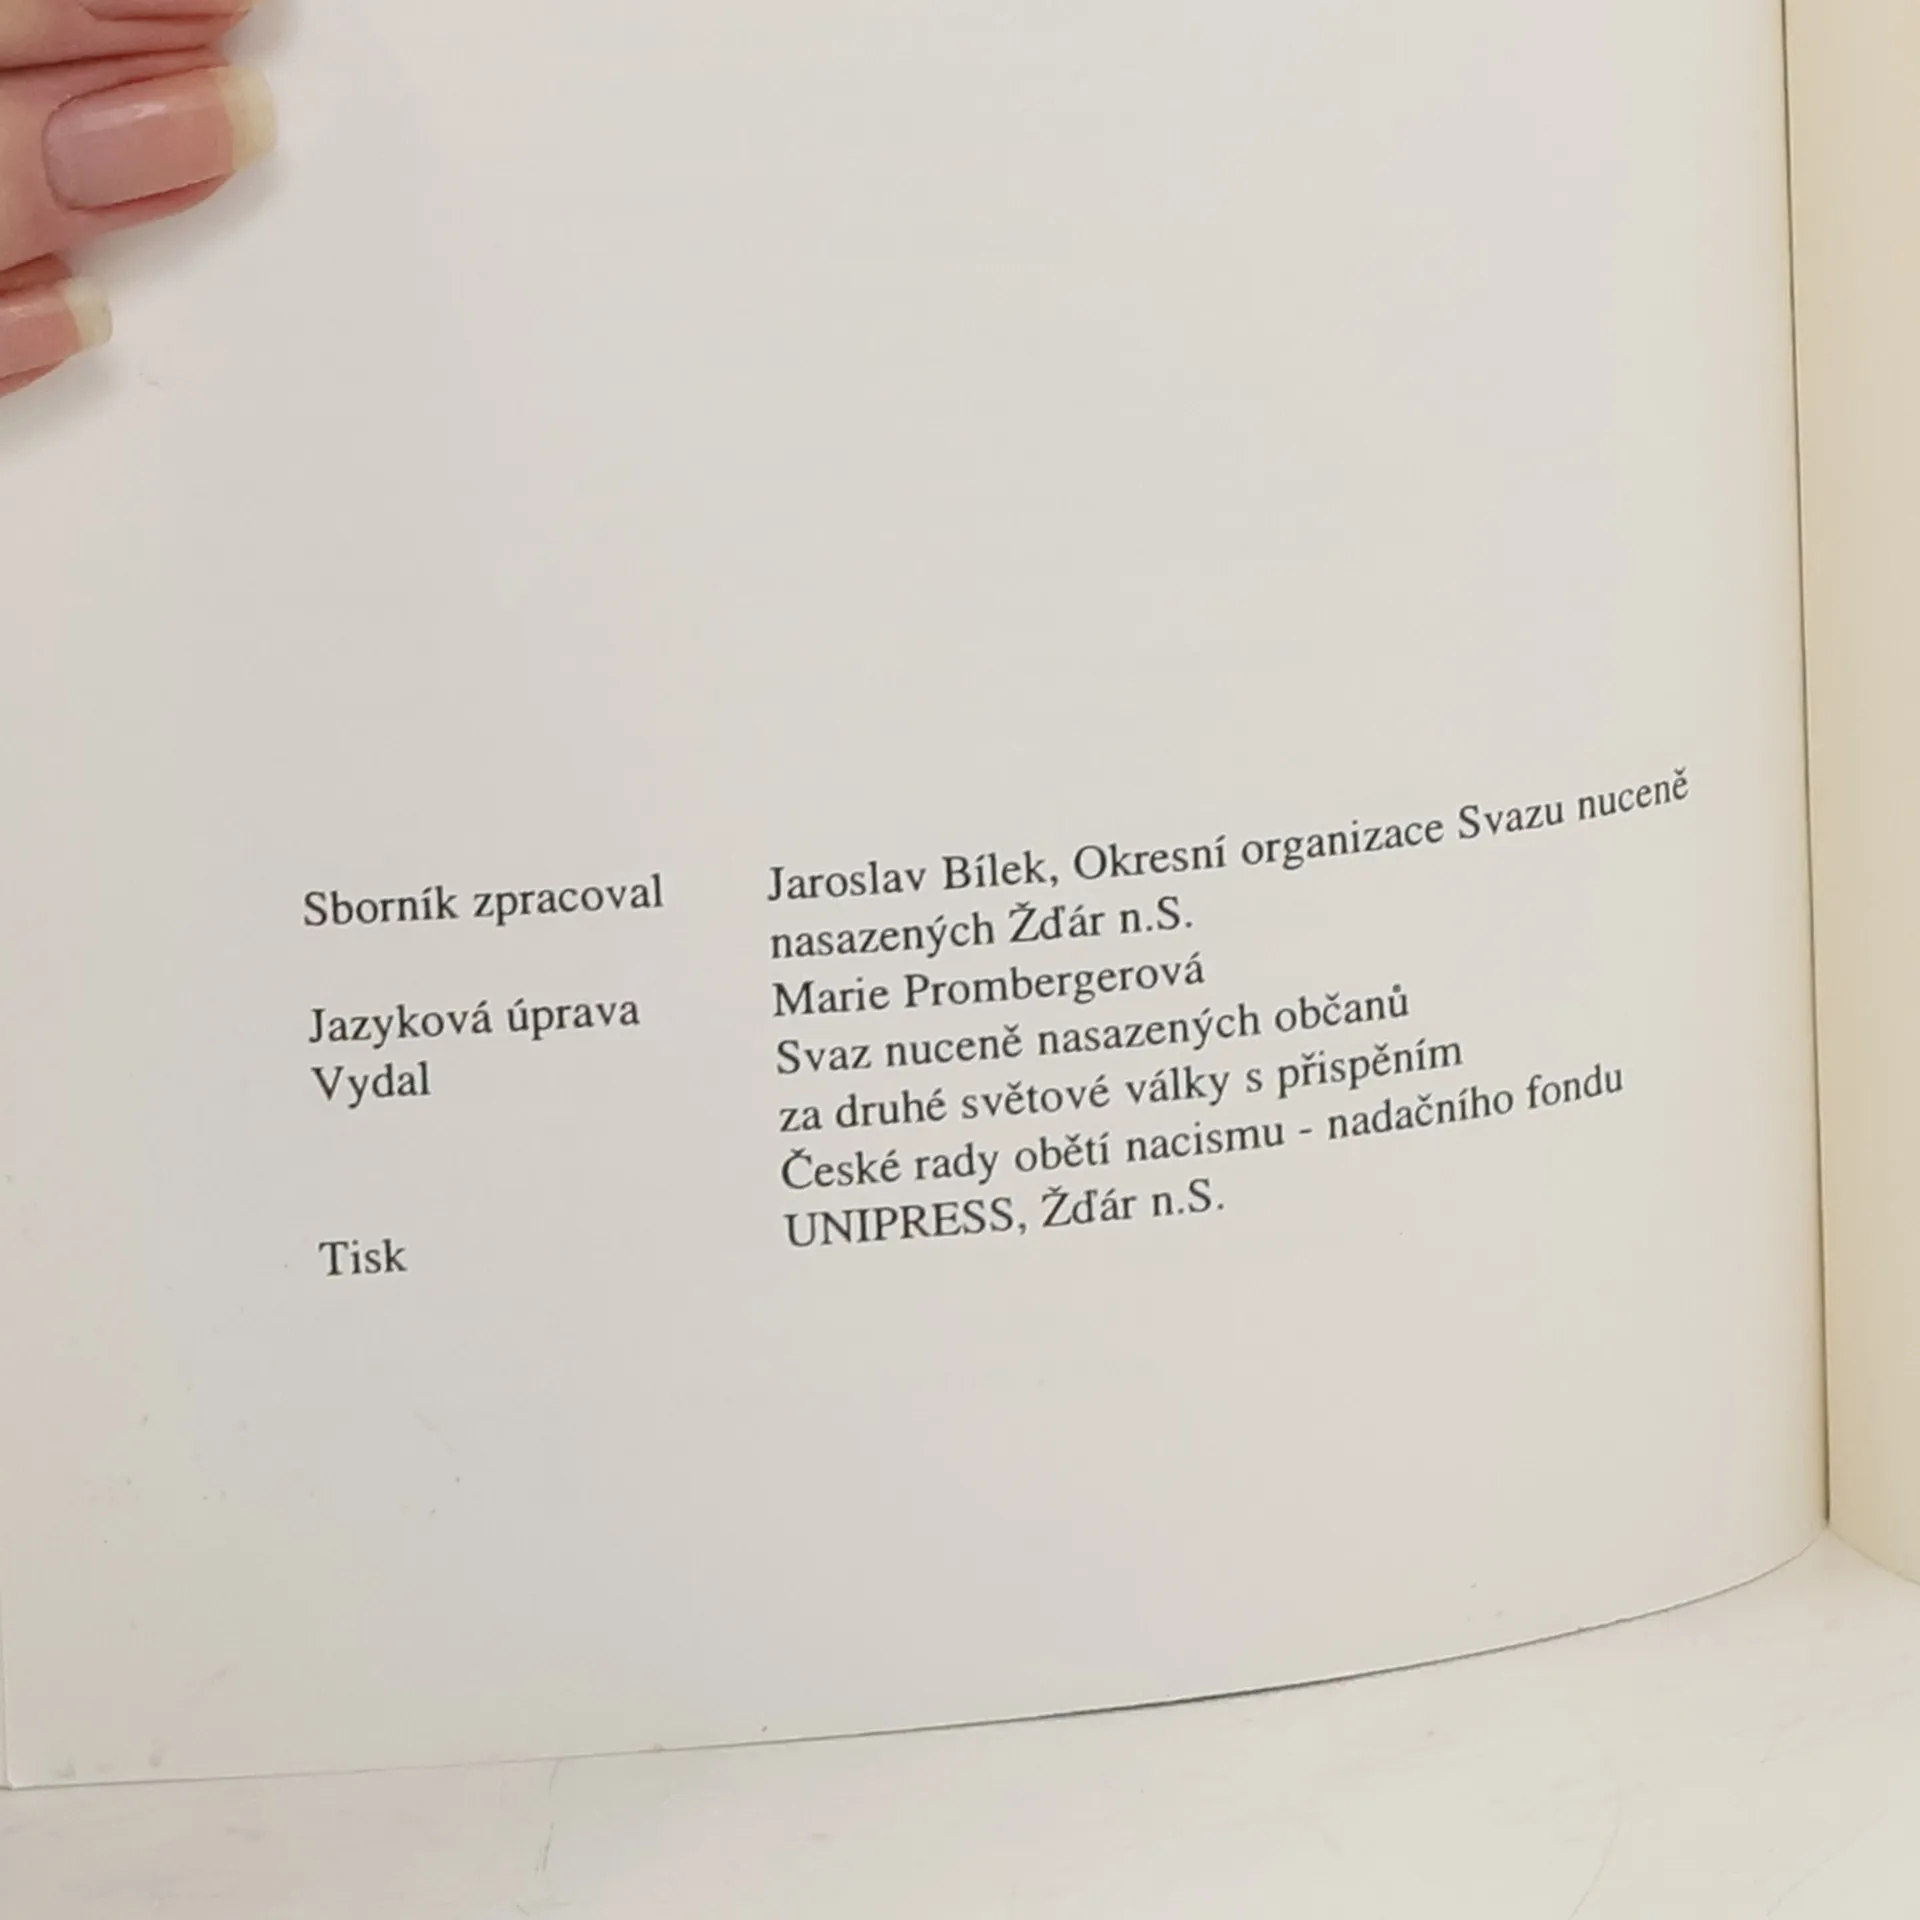 Sborník zpracoval Jaroslav Bílek, Okresní organizace Svazu nuceně
nasazených Žďár n.S.
Jazyková úprava Marie Prombergerová
Vydal Svaz nuceně nasazených občanů
za druhé světové války s přispěním
České rady obětí nacismu - nadačního fondu
Tisk UNIPRESS, Žďár n.S.